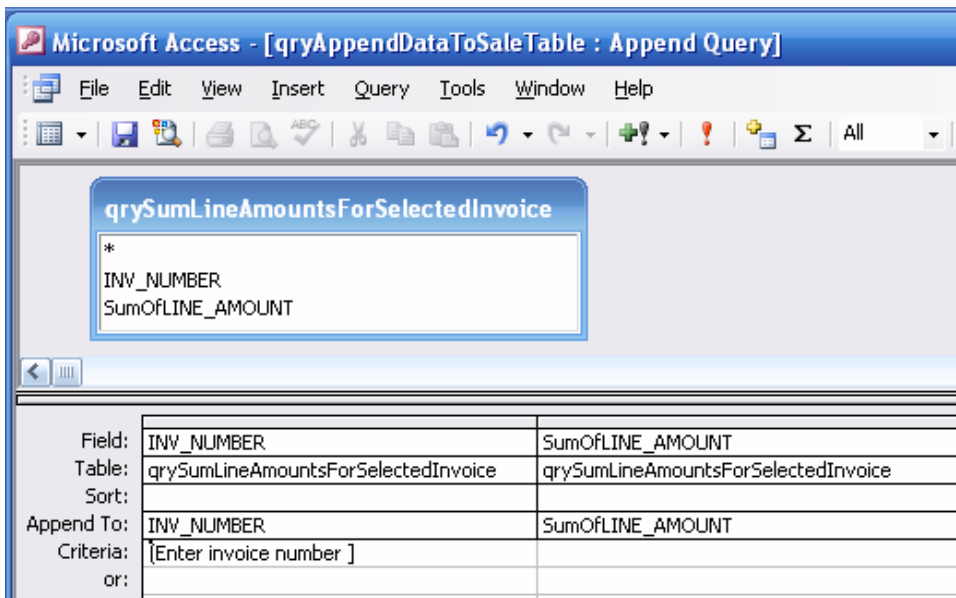 Microsoft Access - [qryAppendDataToSaleTable : Append Query]
File Edit View Insert Query Tools Window Help
ABC Σ All
qrySumLineAmountsForSelectedInvoice
*
INV_NUMBER
SumOfLINE_AMOUNT
Field: INV_NUMBER SumOfLINE_AMOUNT
Table: qrySumLineAmountsForSelectedInvoice qrySumLineAmountsForSelectedInvoice
Sort:
Append To: INV_NUMBER SumOfLINE_AMOUNT
Criteria: [Enter invoice number ]
or: